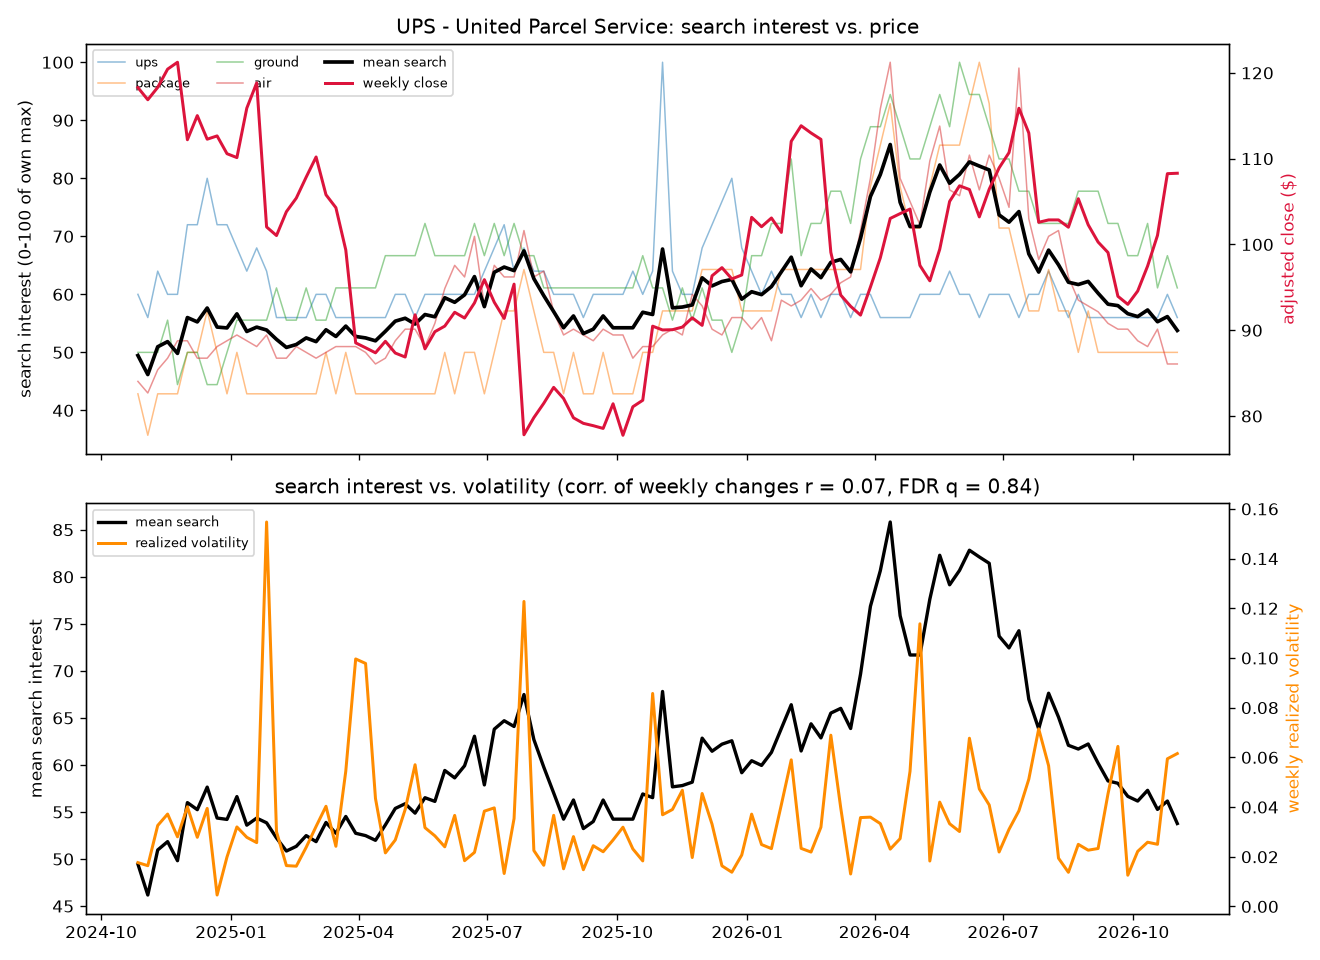 UPS - United Parcel Service: search interest vs. price
search interest (0-100 of own max)
100
90
80
70
60
50
40
ups
package
ground
air
mean search
weekly close
120
110
100
90
80
adjusted close ($)
search interest vs. volatility (corr. of weekly changes r = 0.07, FDR q = 0.84)
mean search interest
85
80
75
70
65
60
55
50
45
mean search
realized volatility
0.16
0.14
0.12
0.10
0.08
0.06
0.04
0.02
0.00
weekly realized volatility
2024-10 2025-01 2025-04 2025-07 2025-10 2026-01 2026-04 2026-07 2026-10